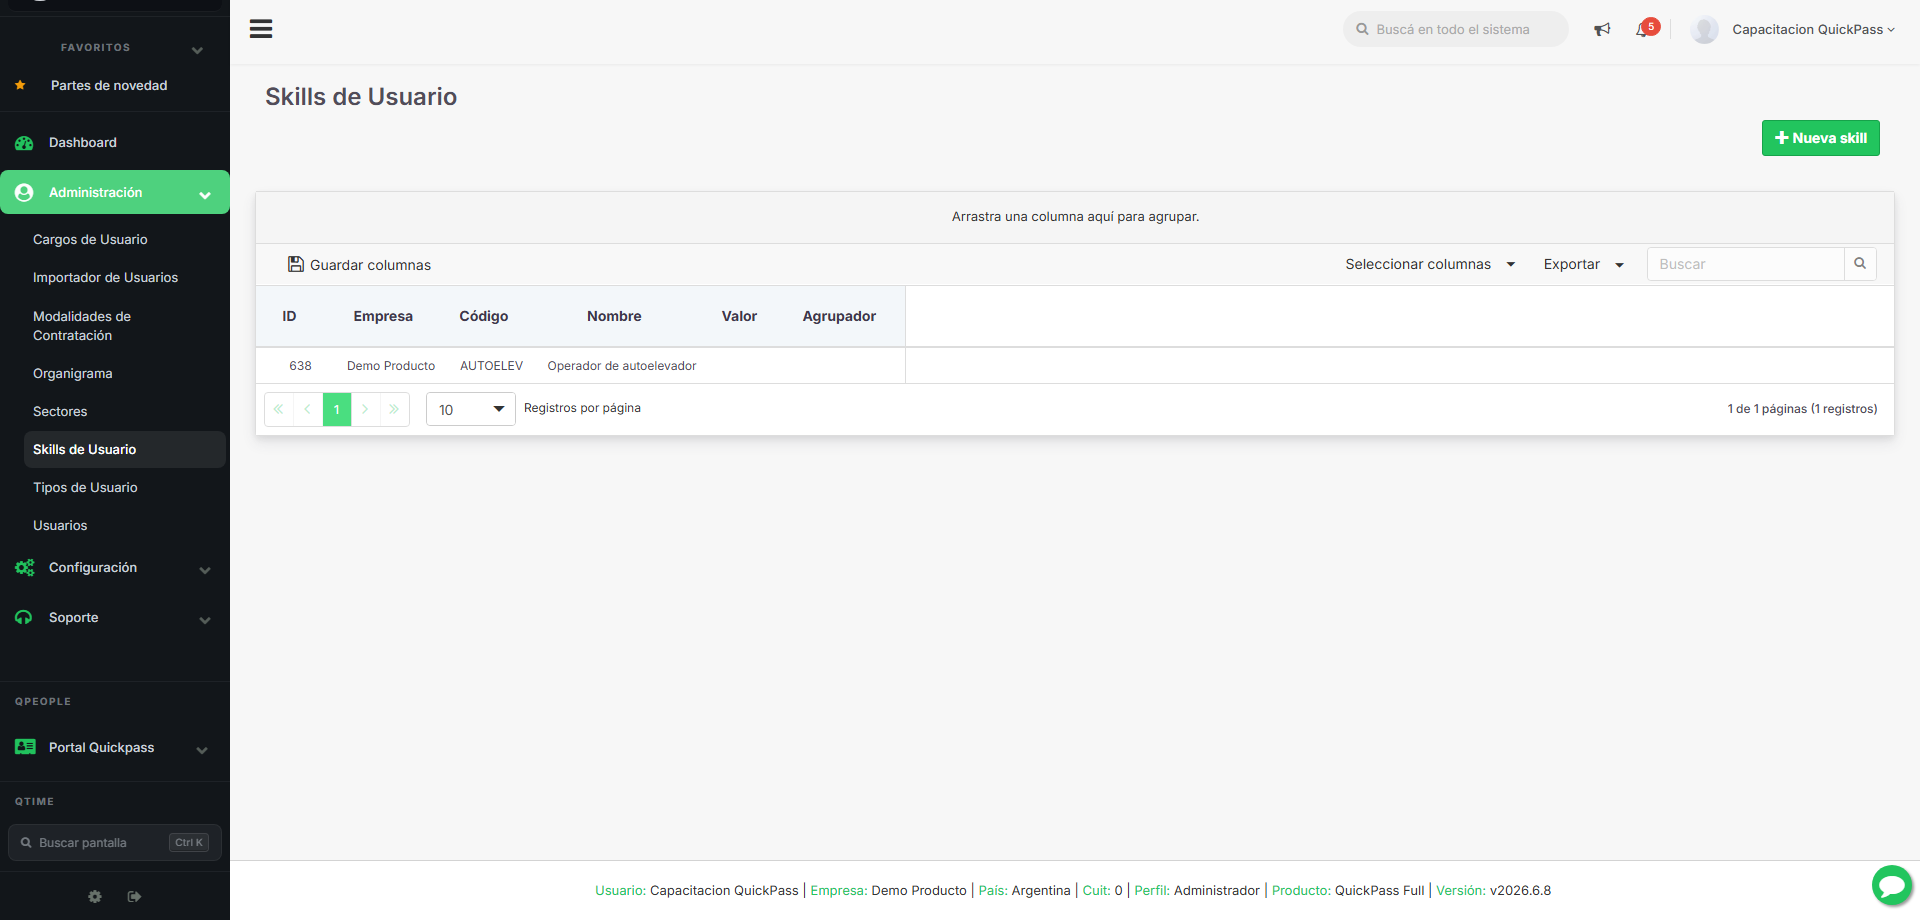 FAVORITOS
Partes de novedad
Dashboard
Administración
Cargos de Usuario
Importador de Usuarios
Modalidades de
Contratación
Organigrama
Sectores
Skills de Usuario
Tipos de Usuario
Usuarios
Configuración
Soporte
QPEOPLE
Portal Quickpass
QTIME
Buscar pantalla Ctrl K
Buscá en todo el sistema 5 Capacitacion QuickPass
Skills de Usuario
Nueva skill
Arrastra una columna aquí para agrupar.
Guardar columnas Seleccionar columnas Exportar Buscar
ID Empresa Código Nombre Valor Agrupador
638 Demo Producto AUTOELEV Operador de autoelevador
« ‹ 1 › » 10 Registros por página 1 de 1 páginas (1 registros)
Usuario: Capacitacion QuickPass | Empresa: Demo Producto | País: Argentina | Cuit: 0 | Perfil: Administrador | Producto: QuickPass Full | Versión: v2026.6.8